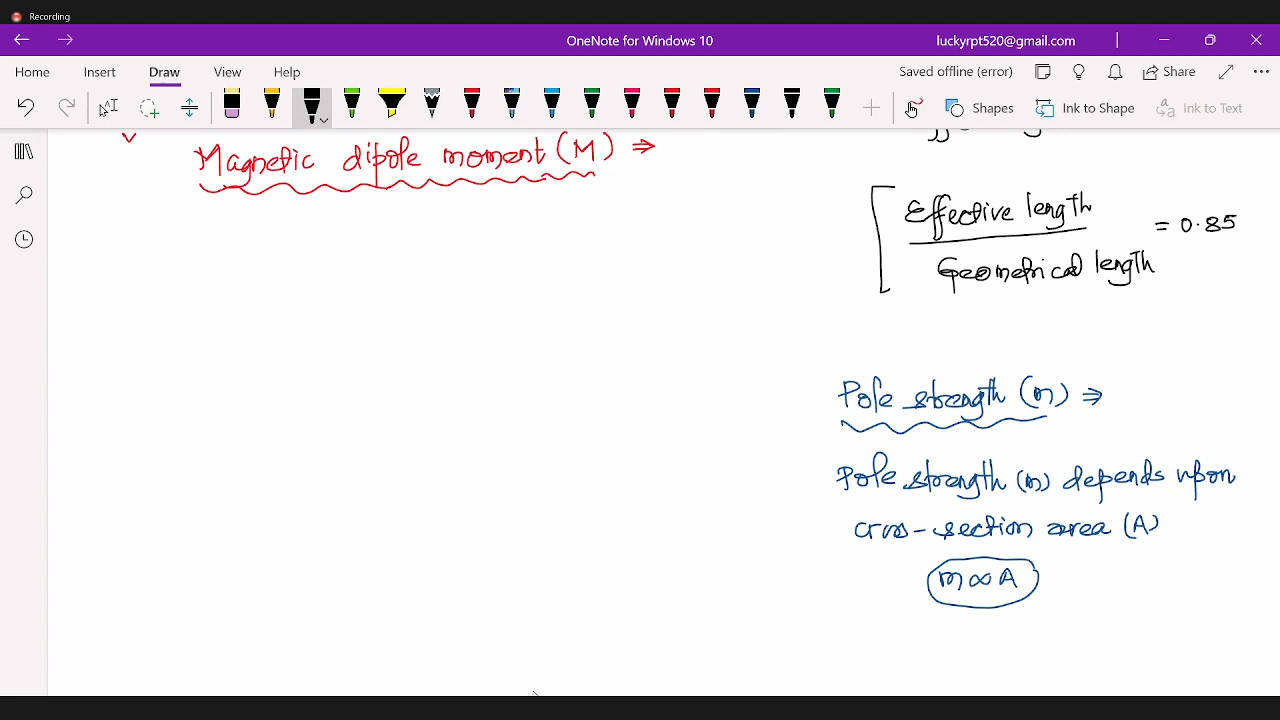 Recording
OneNote for Windows 10
luckyrpt520@gmail.com
Home Insert Draw View Help
Saved offline (error)
Share
Shapes
Ink to Shape
Ink to Text
Magnetic dipole moment (M) ⇒
Effective length
Geometrical length
= 0.85
Pole strength (m) ⇒
Pole strength (m) depends upon
cross-section area (A)
m ∝ A